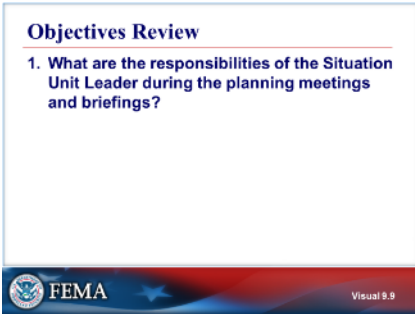 Objectives Review
1. What are the responsibilities of the Situation
Unit Leader during the planning meetings
and briefings?
FEMA
Visual 9.9